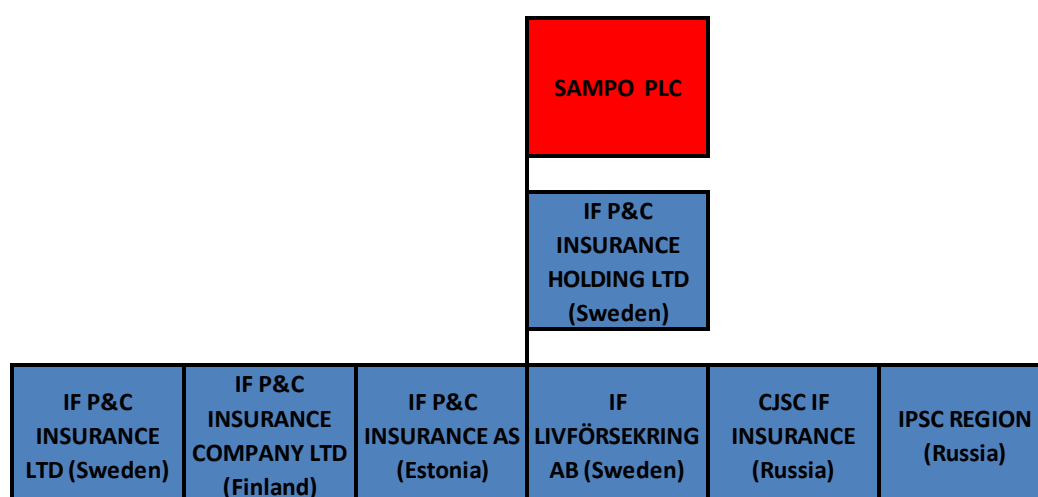 SAMPO PLC
IF P&C
INSURANCE
HOLDING LTD
(Sweden)
IF P&C
INSURANCE
LTD (Sweden)
IF P&C
INSURANCE
COMPANY LTD
(Finland)
IF P&C
INSURANCE AS
(Estonia)
IF
LIVFÖRSEKRING
AB (Sweden)
CJSC IF
INSURANCE
(Russia)
IPSC REGION
(Russia)